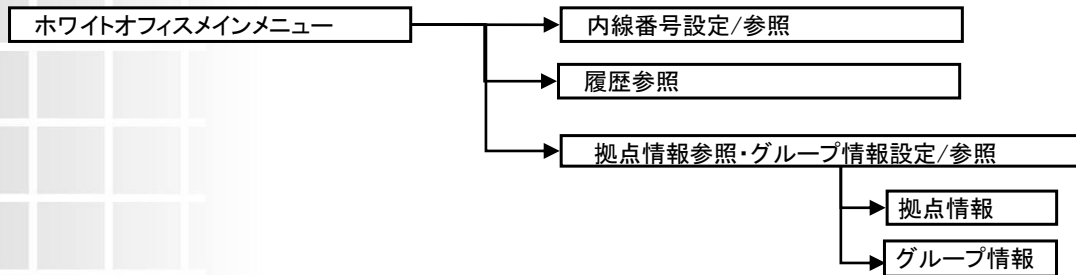 ホワイトオフィスメインメニュー
内線番号設定/参照
履歴参照
拠点情報参照・グループ情報設定/参照
拠点情報
グループ情報